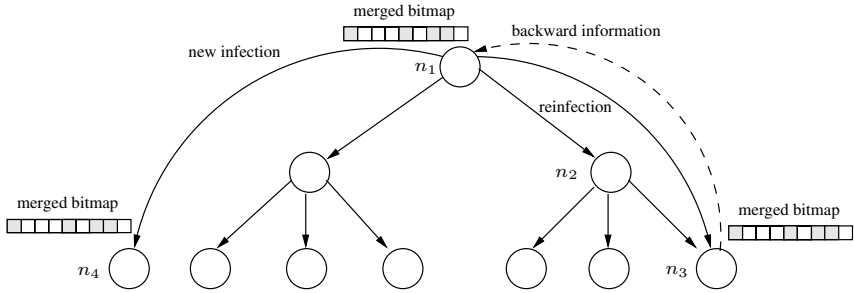 merged bitmap
backward information
new infection
n1
reinfection
n2
merged bitmap
merged bitmap
n4
n3